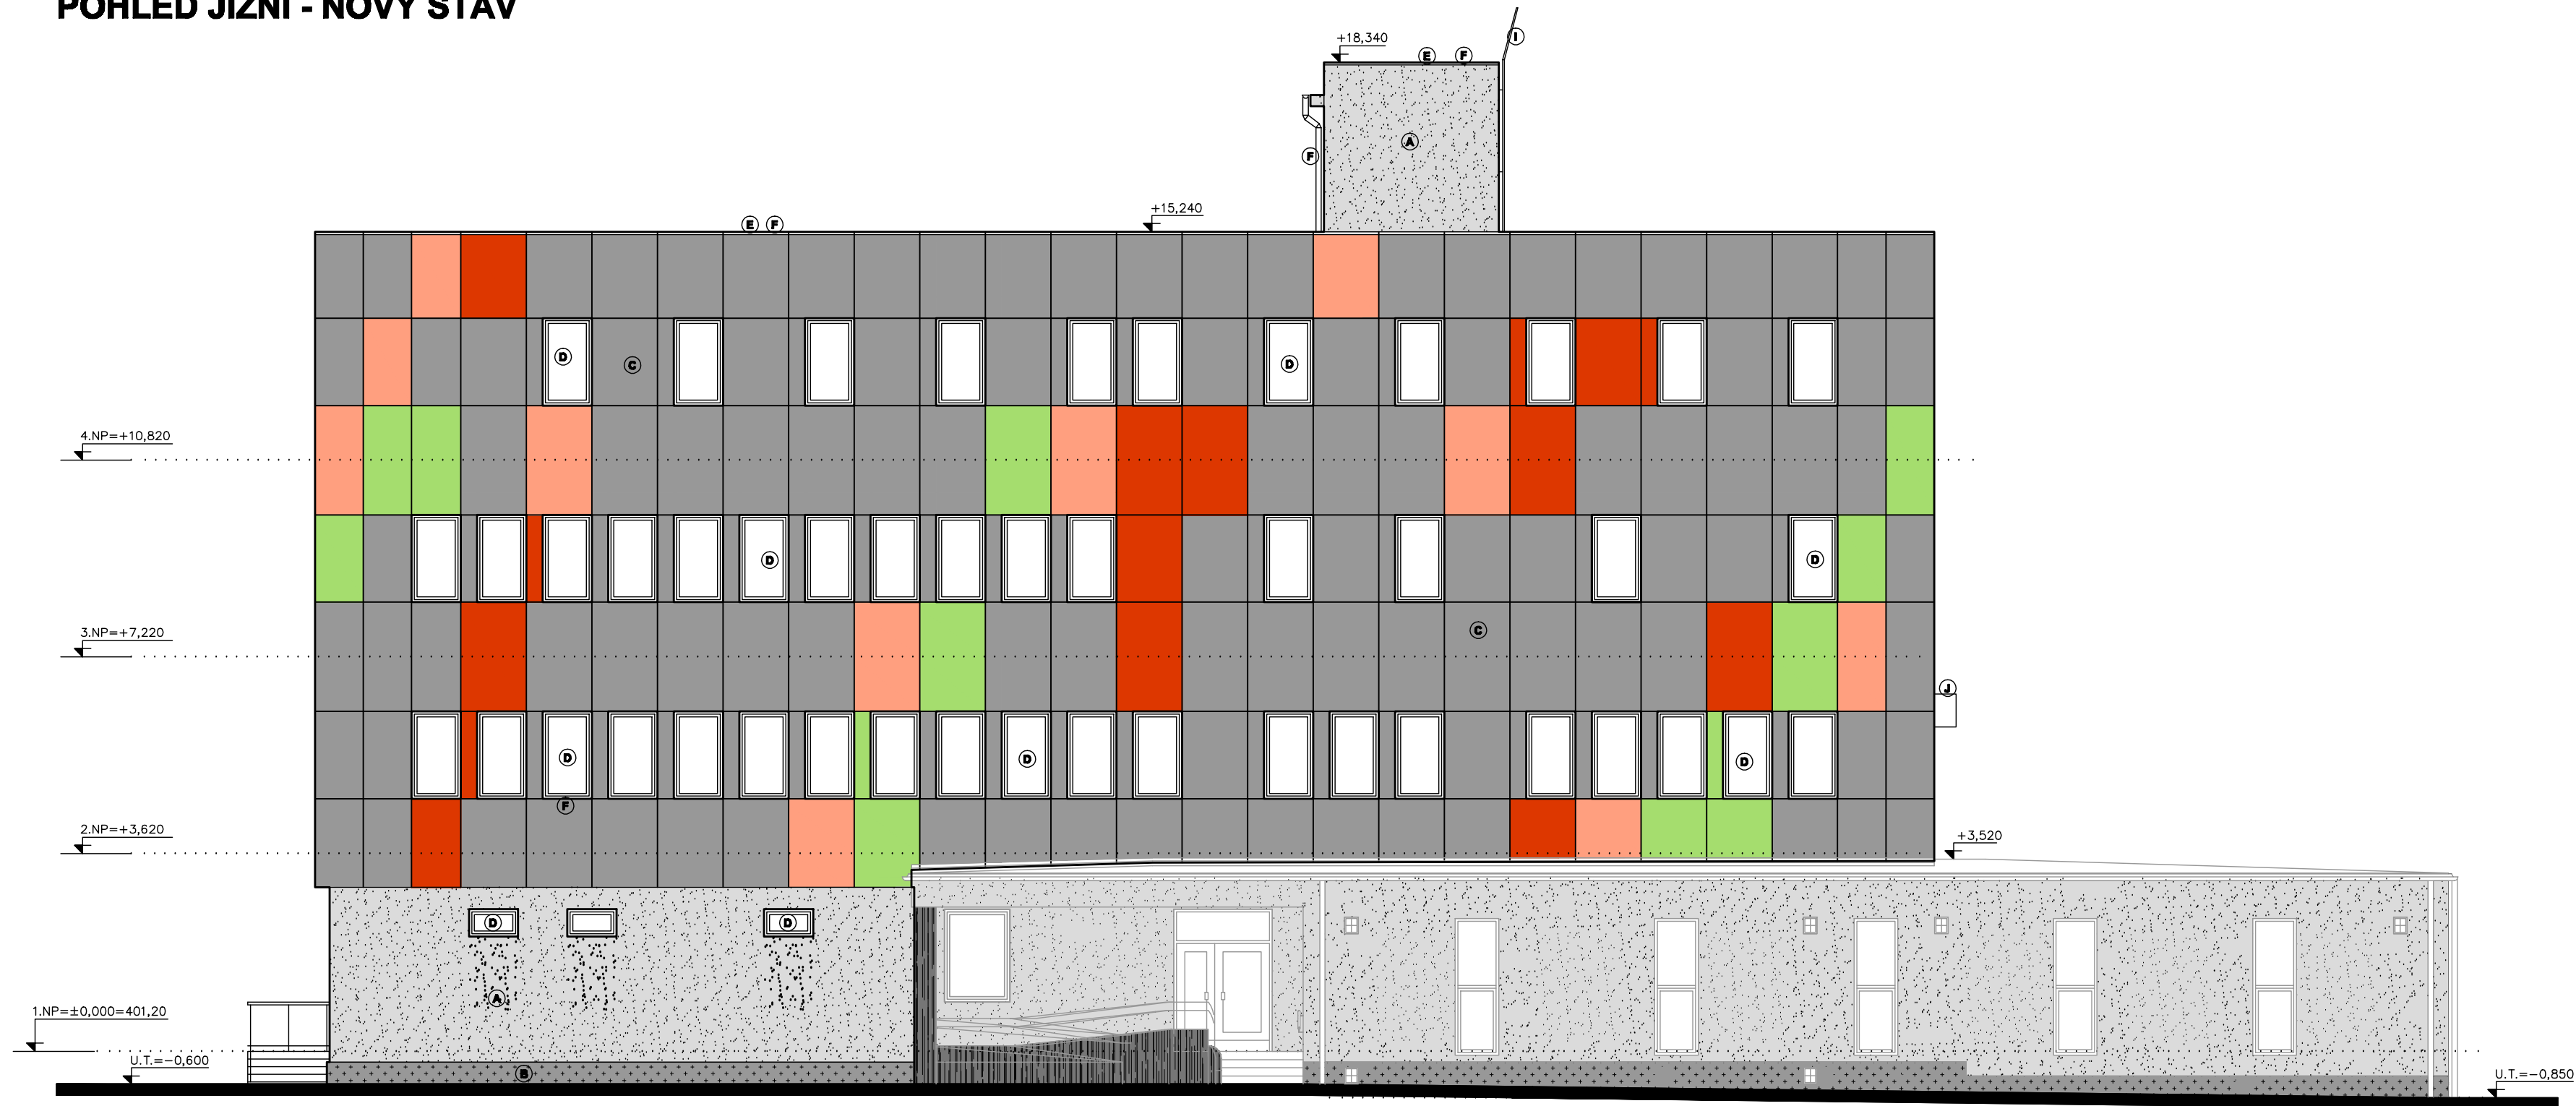 POHLED JIŽNÍ - NOVÝ STAV
I
+18,340
E F
A
F
+15,240
E F
D
C
D
4.NP=+10,820
D
D
C
3.NP=+7,220
J
D
D
D
F
2.NP=+3,620
+3,520
D
D
A
1.NP=±0,000=401,20
U.T.=-0,600
B
U.T.=-0,850